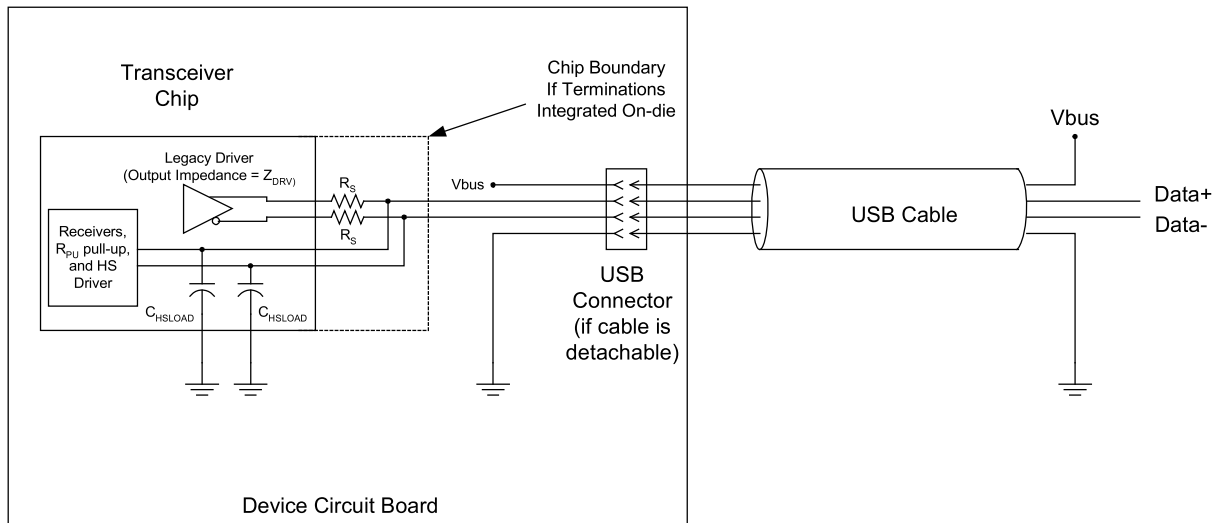 Transceiver
Chip
Chip Boundary
If Terminations
Integrated On-die
Legacy Driver
(Output Impedance = ZDRV)
RS
RS
Receivers,
RPU pull-up,
and HS
Driver
CHSLOAD
CHSLOAD
Vbus
USB
Connector
(if cable is
detachable)
USB Cable
Vbus
Data+
Data-
Device Circuit Board